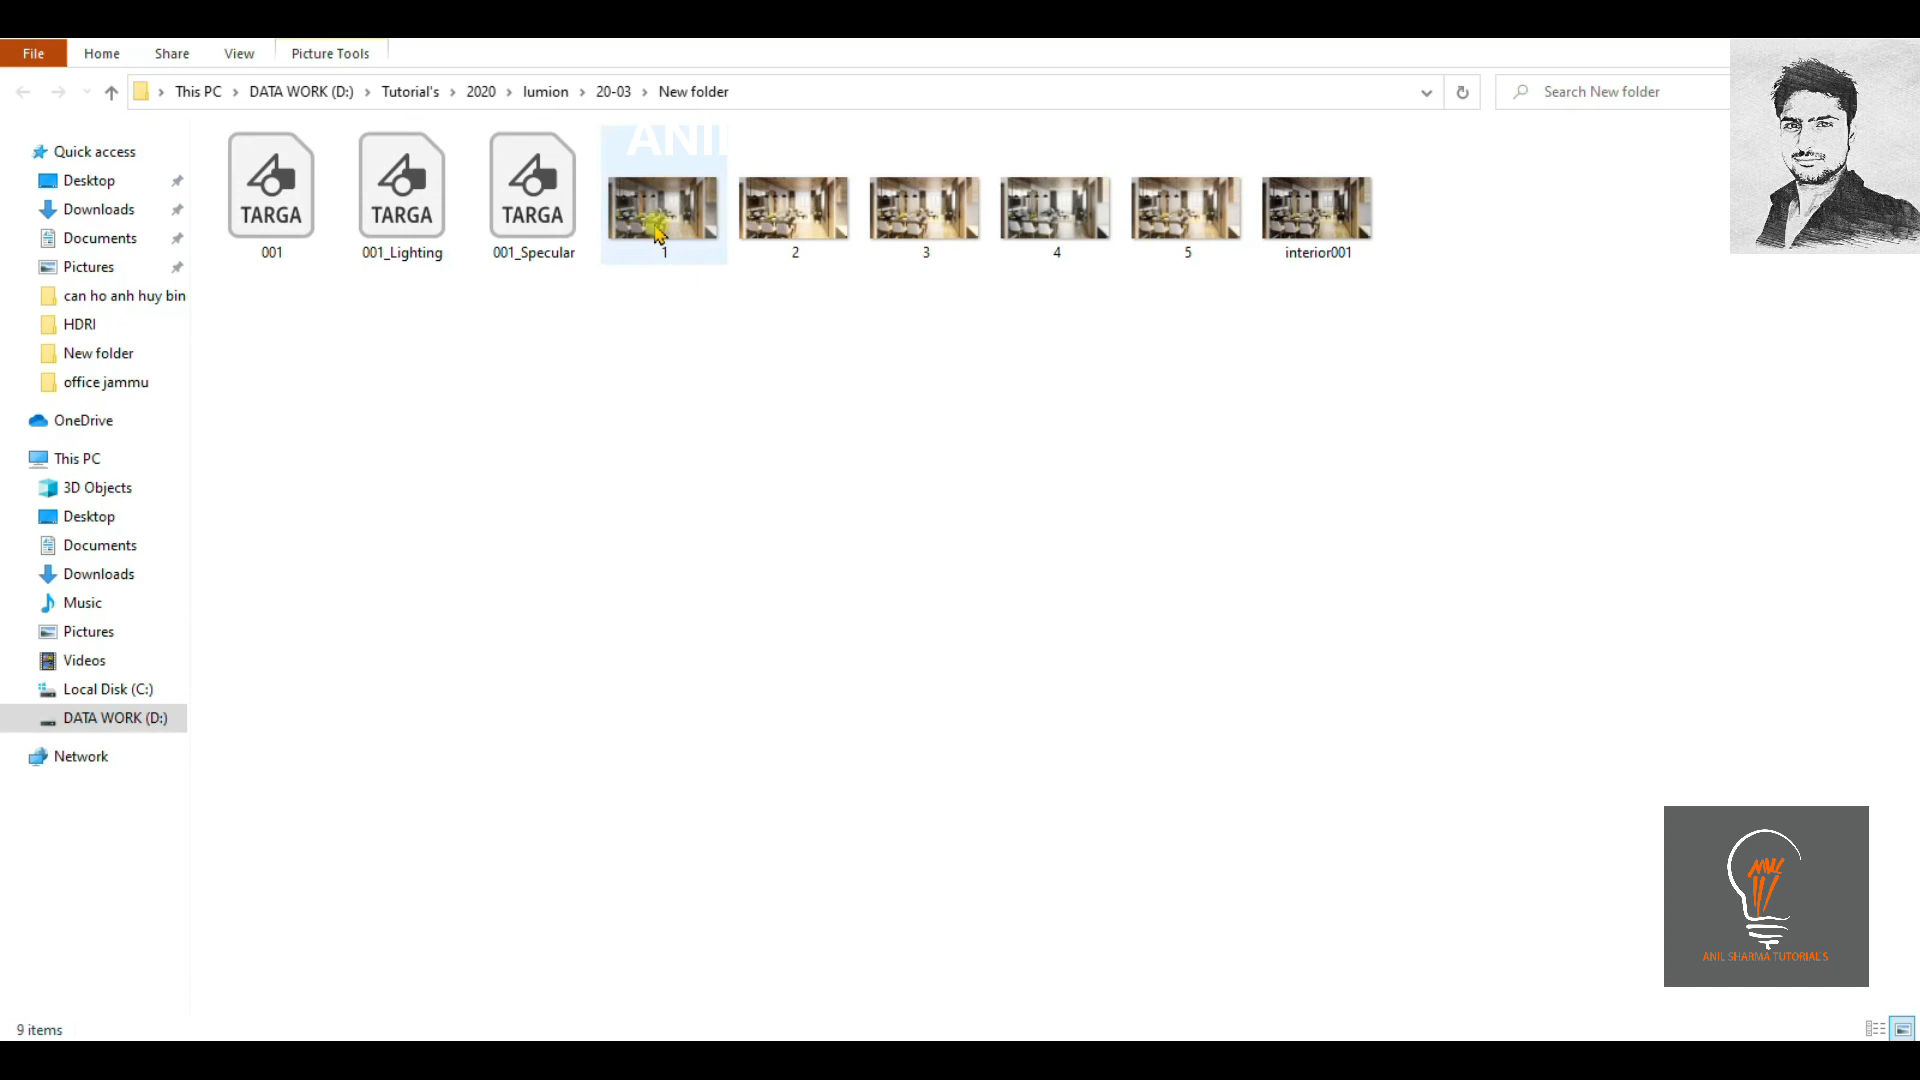 File Home Share View Picture Tools
This PC > DATA WORK (D:) > Tutorial's > 2020 > lumion > 20-03 > New folder
Search New folder
Quick access
Desktop
Downloads
Documents
Pictures
can ho anh huy bin
HDRI
New folder
office jammu
OneDrive
This PC
3D Objects
Desktop
Documents
Downloads
Music
Pictures
Videos
Local Disk (C:)
DATA WORK (D:)
Network
ANIL
TARGA TARGA TARGA
001 001_Lighting 001_Specular 1 2 3 4 5 interior001
ANIL SHARMA TUTORIAL'S
9 items